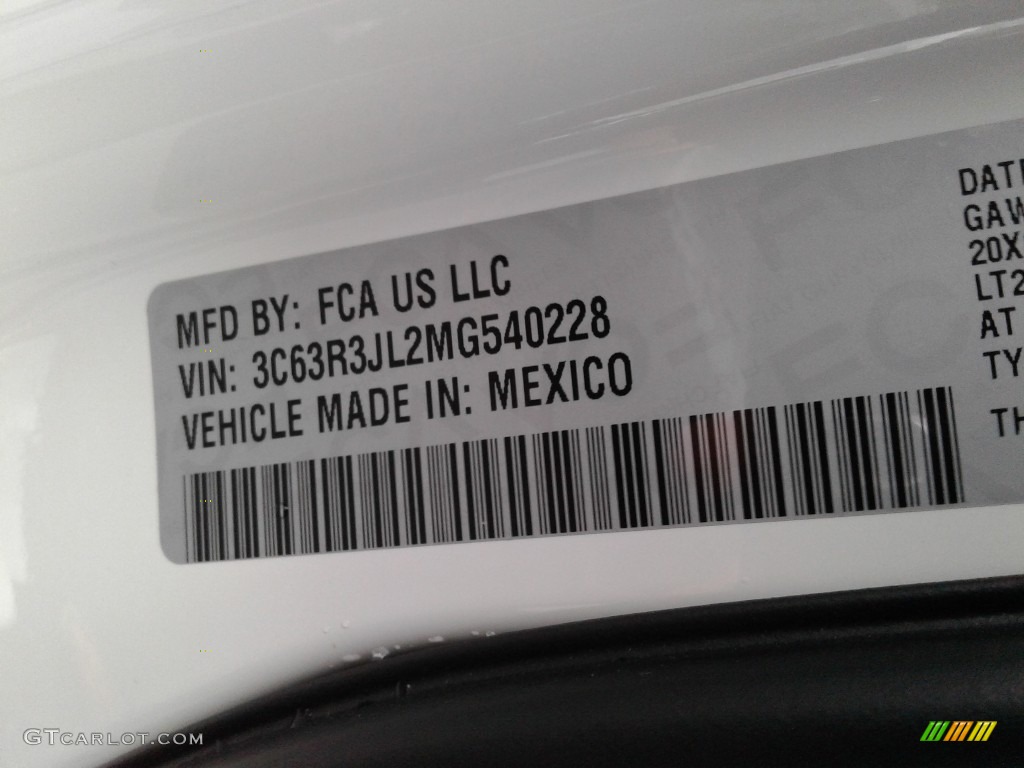 MFD BY: FCA US LLC
VIN: 3C63R3JL2MG540228
VEHICLE MADE IN: MEXICO
GAW
20X
LT2
AT
TY
TH
GTCARLOT.COM